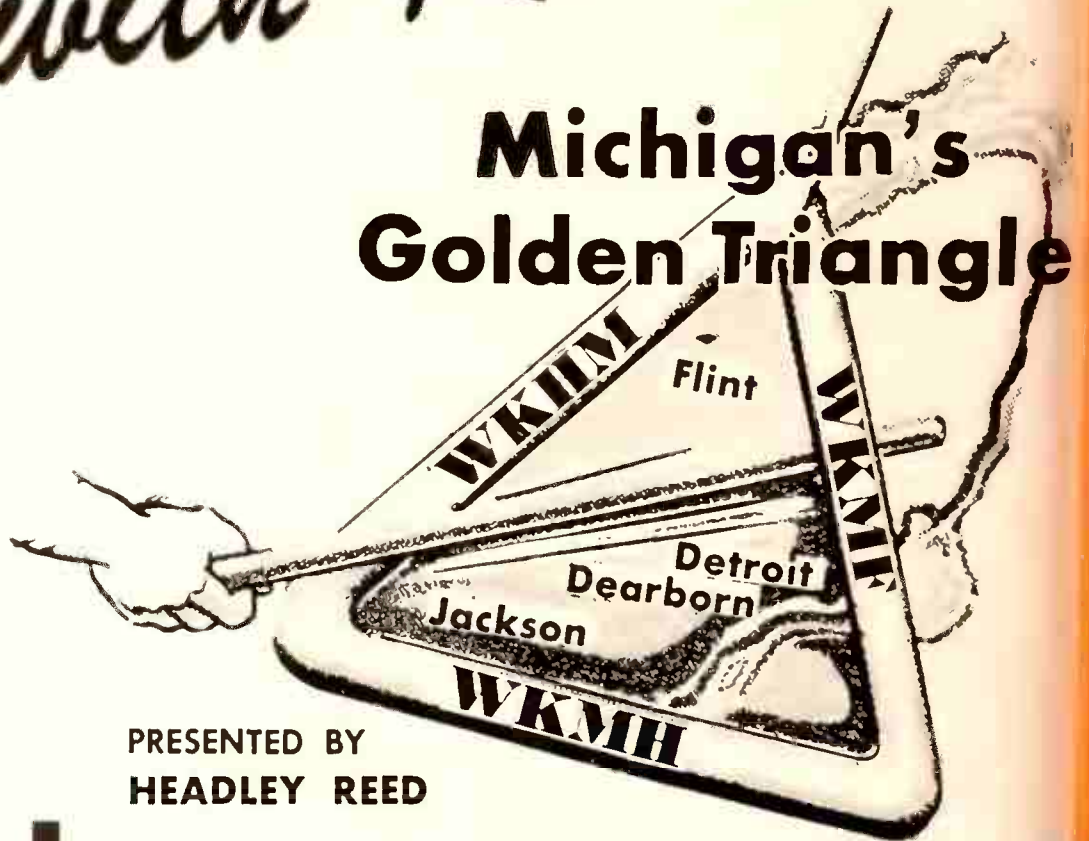 Michigan's
Golden Triangle
WKHM
Flint
WKMF
Detroit
Dearborn
Jackson
WKMH
PRESENTED BY
HEADLEY REED